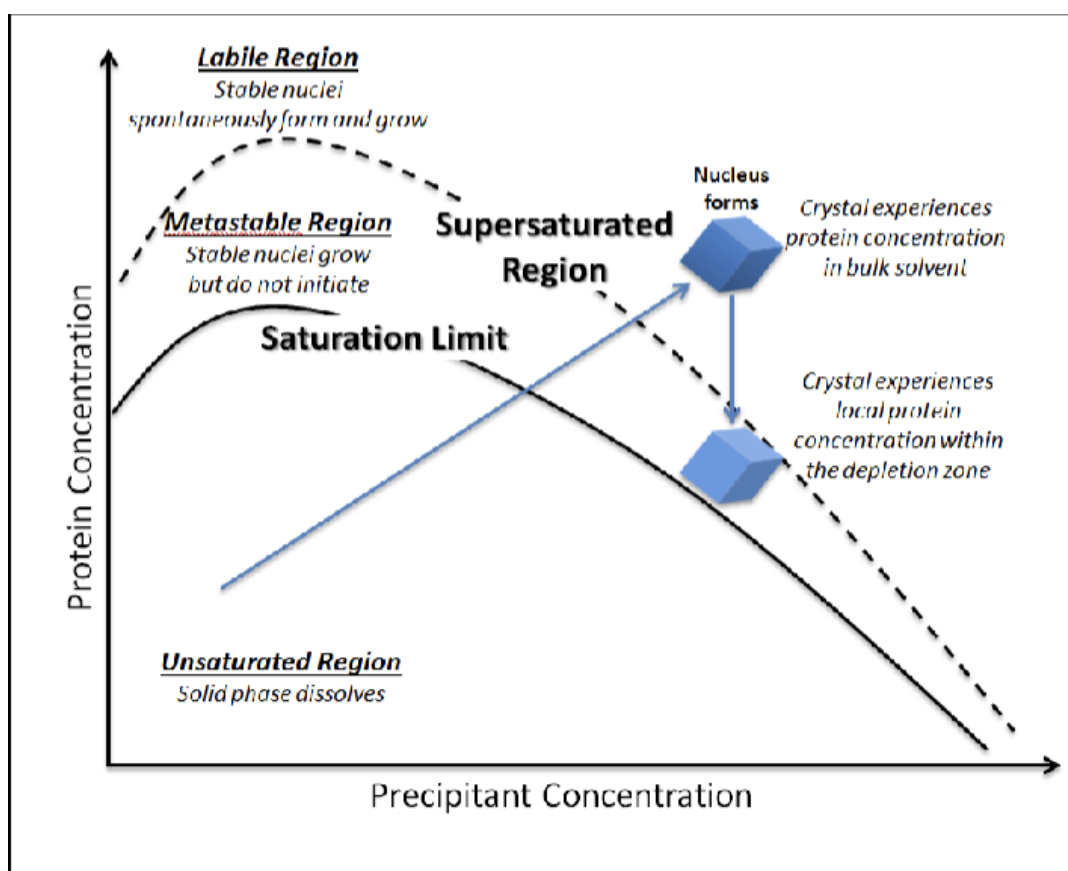 Labile Region
Stable nuclei
spontaneously form and grow
Metastable Region
Stable nuclei grow
but do not initiate
Supersaturated
Region
Saturation Limit
Nucleus
forms
Crystal experiences
protein concentration
in bulk solvent
Crystal experiences
local protein
concentration within
the depletion zone
Unsaturated Region
Solid phase dissolves
Protein Concentration
Precipitant Concentration